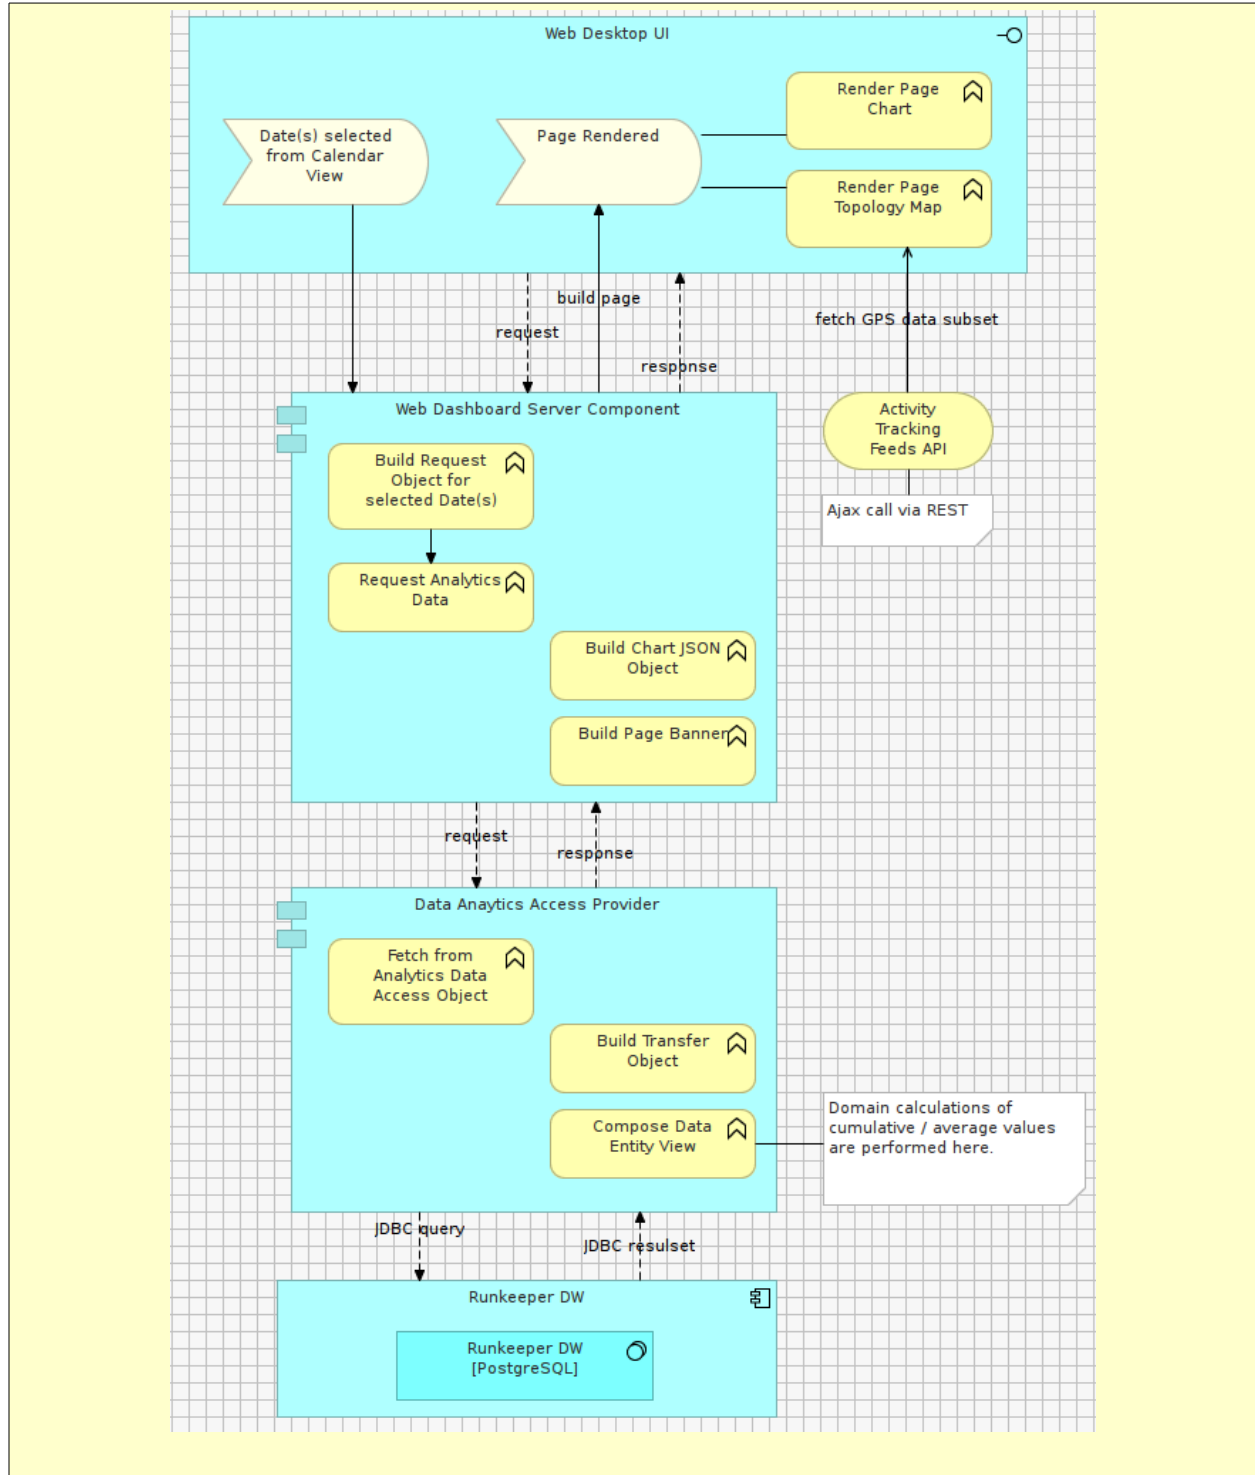 Web Desktop UI
Render Page
Chart
Date(s) selected
from Calendar
View
Page Rendered
Render Page
Topology Map
build page
request
response
fetch GPS data subset
Web Dashboard Server Component
Activity
Tracking
Feeds API
Build Request
Object for
selected Date(s)
Ajax call via REST
Request Analytics
Data
Build Chart JSON
Object
Build Page Banner
request
response
Data Anaytics Access Provider
Fetch from
Analytics Data
Access Object
Build Transfer
Object
Compose Data
Entity View
Domain calculations of
cumulative / average values
are performed here.
JDBC query
JDBC resulset
Runkeeper DW
Runkeeper DW
[PostgreSQL]